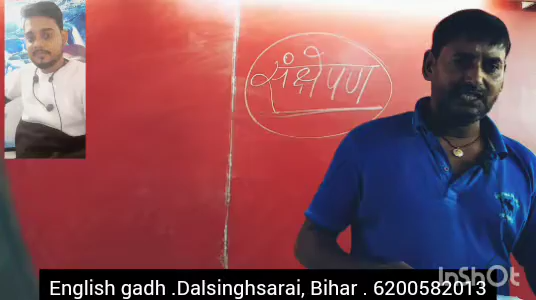 संक्षेपण
InShOt
English gadh .Dalsinghsarai, Bihar . 6200582013